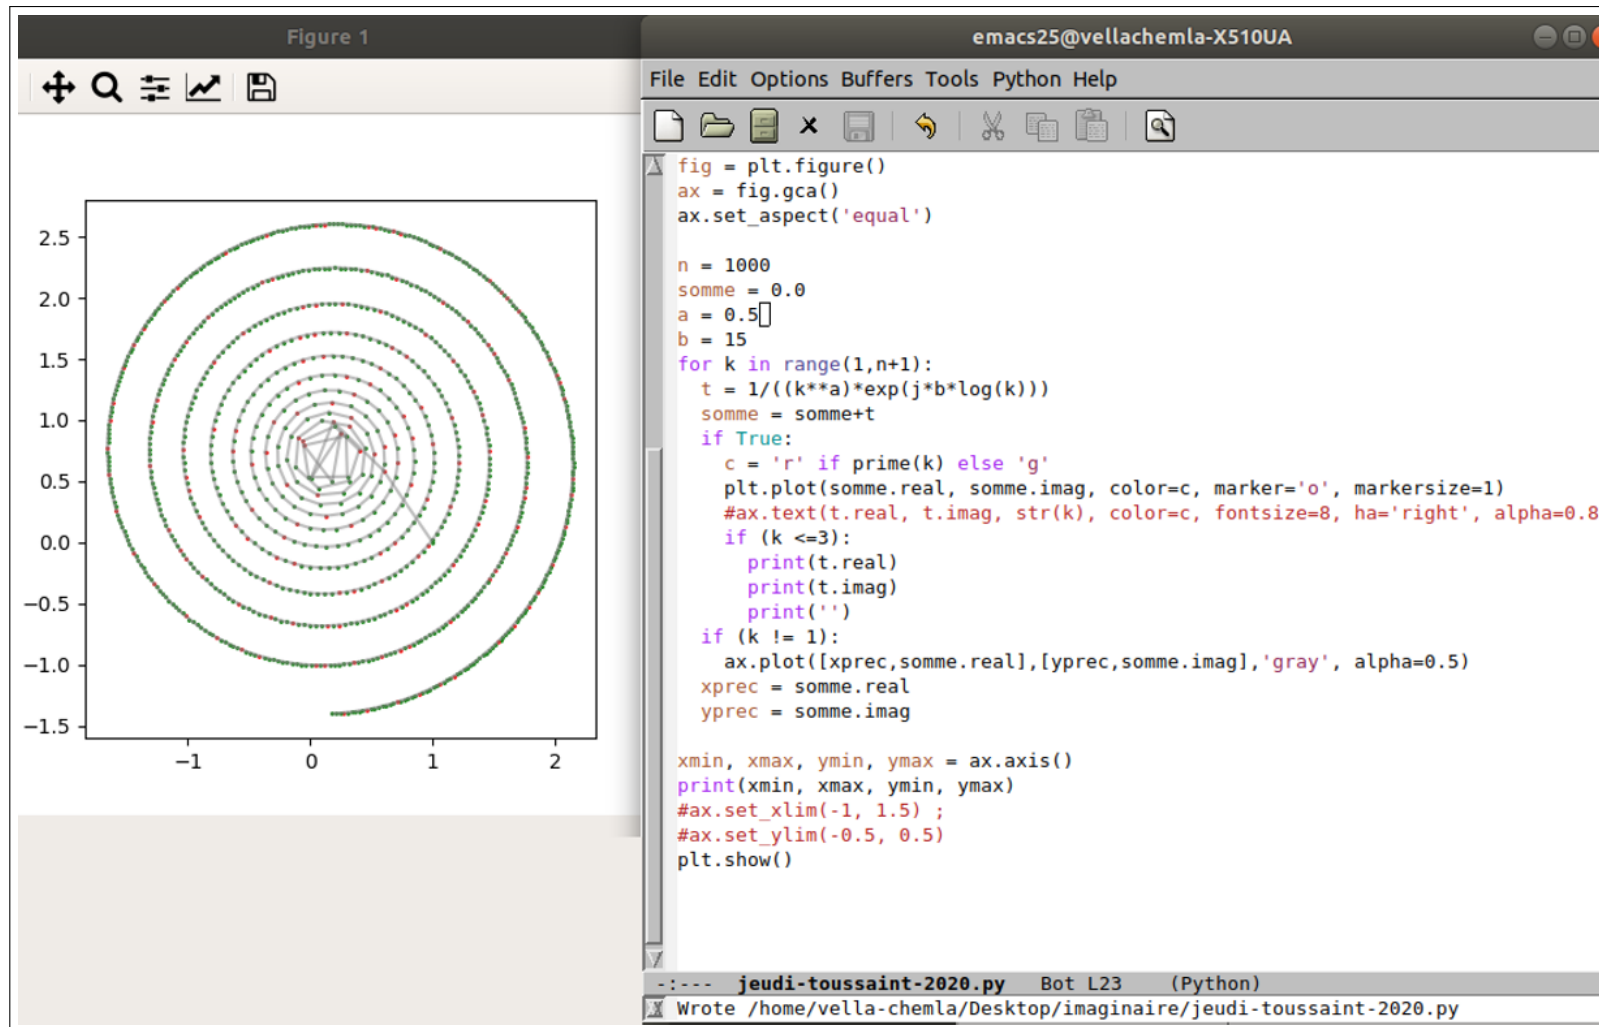 Figure 1
2.5
2.0
1.5
1.0
0.5
0.0
−0.5
−1.0
−1.5
−1 0 1 2
emacs25@vellachemla-X510UA
File Edit Options Buffers Tools Python Help
fig = plt.figure()
ax = fig.gca()
ax.set_aspect('equal')
n = 1000
somme = 0.0
a = 0.5
b = 15
for k in range(1,n+1):
  t = 1/((k**a)*exp(j*b*log(k)))
  somme = somme+t
  if True:
    c = 'r' if prime(k) else 'g'
    plt.plot(somme.real, somme.imag, color=c, marker='o', markersize=1)
    #ax.text(t.real, t.imag, str(k), color=c, fontsize=8, ha='right', alpha=0.8
    if (k <=3):
      print(t.real)
      print(t.imag)
      print('')
  if (k != 1):
    ax.plot([xprec,somme.real],[yprec,somme.imag],'gray', alpha=0.5)
  xprec = somme.real
  yprec = somme.imag
xmin, xmax, ymin, ymax = ax.axis()
print(xmin, xmax, ymin, ymax)
#ax.set_xlim(-1, 1.5) ;
#ax.set_ylim(-0.5, 0.5)
plt.show()
-:--- jeudi-toussaint-2020.py Bot L23 (Python)
Wrote /home/vella-chemla/Desktop/imaginaire/jeudi-toussaint-2020.py